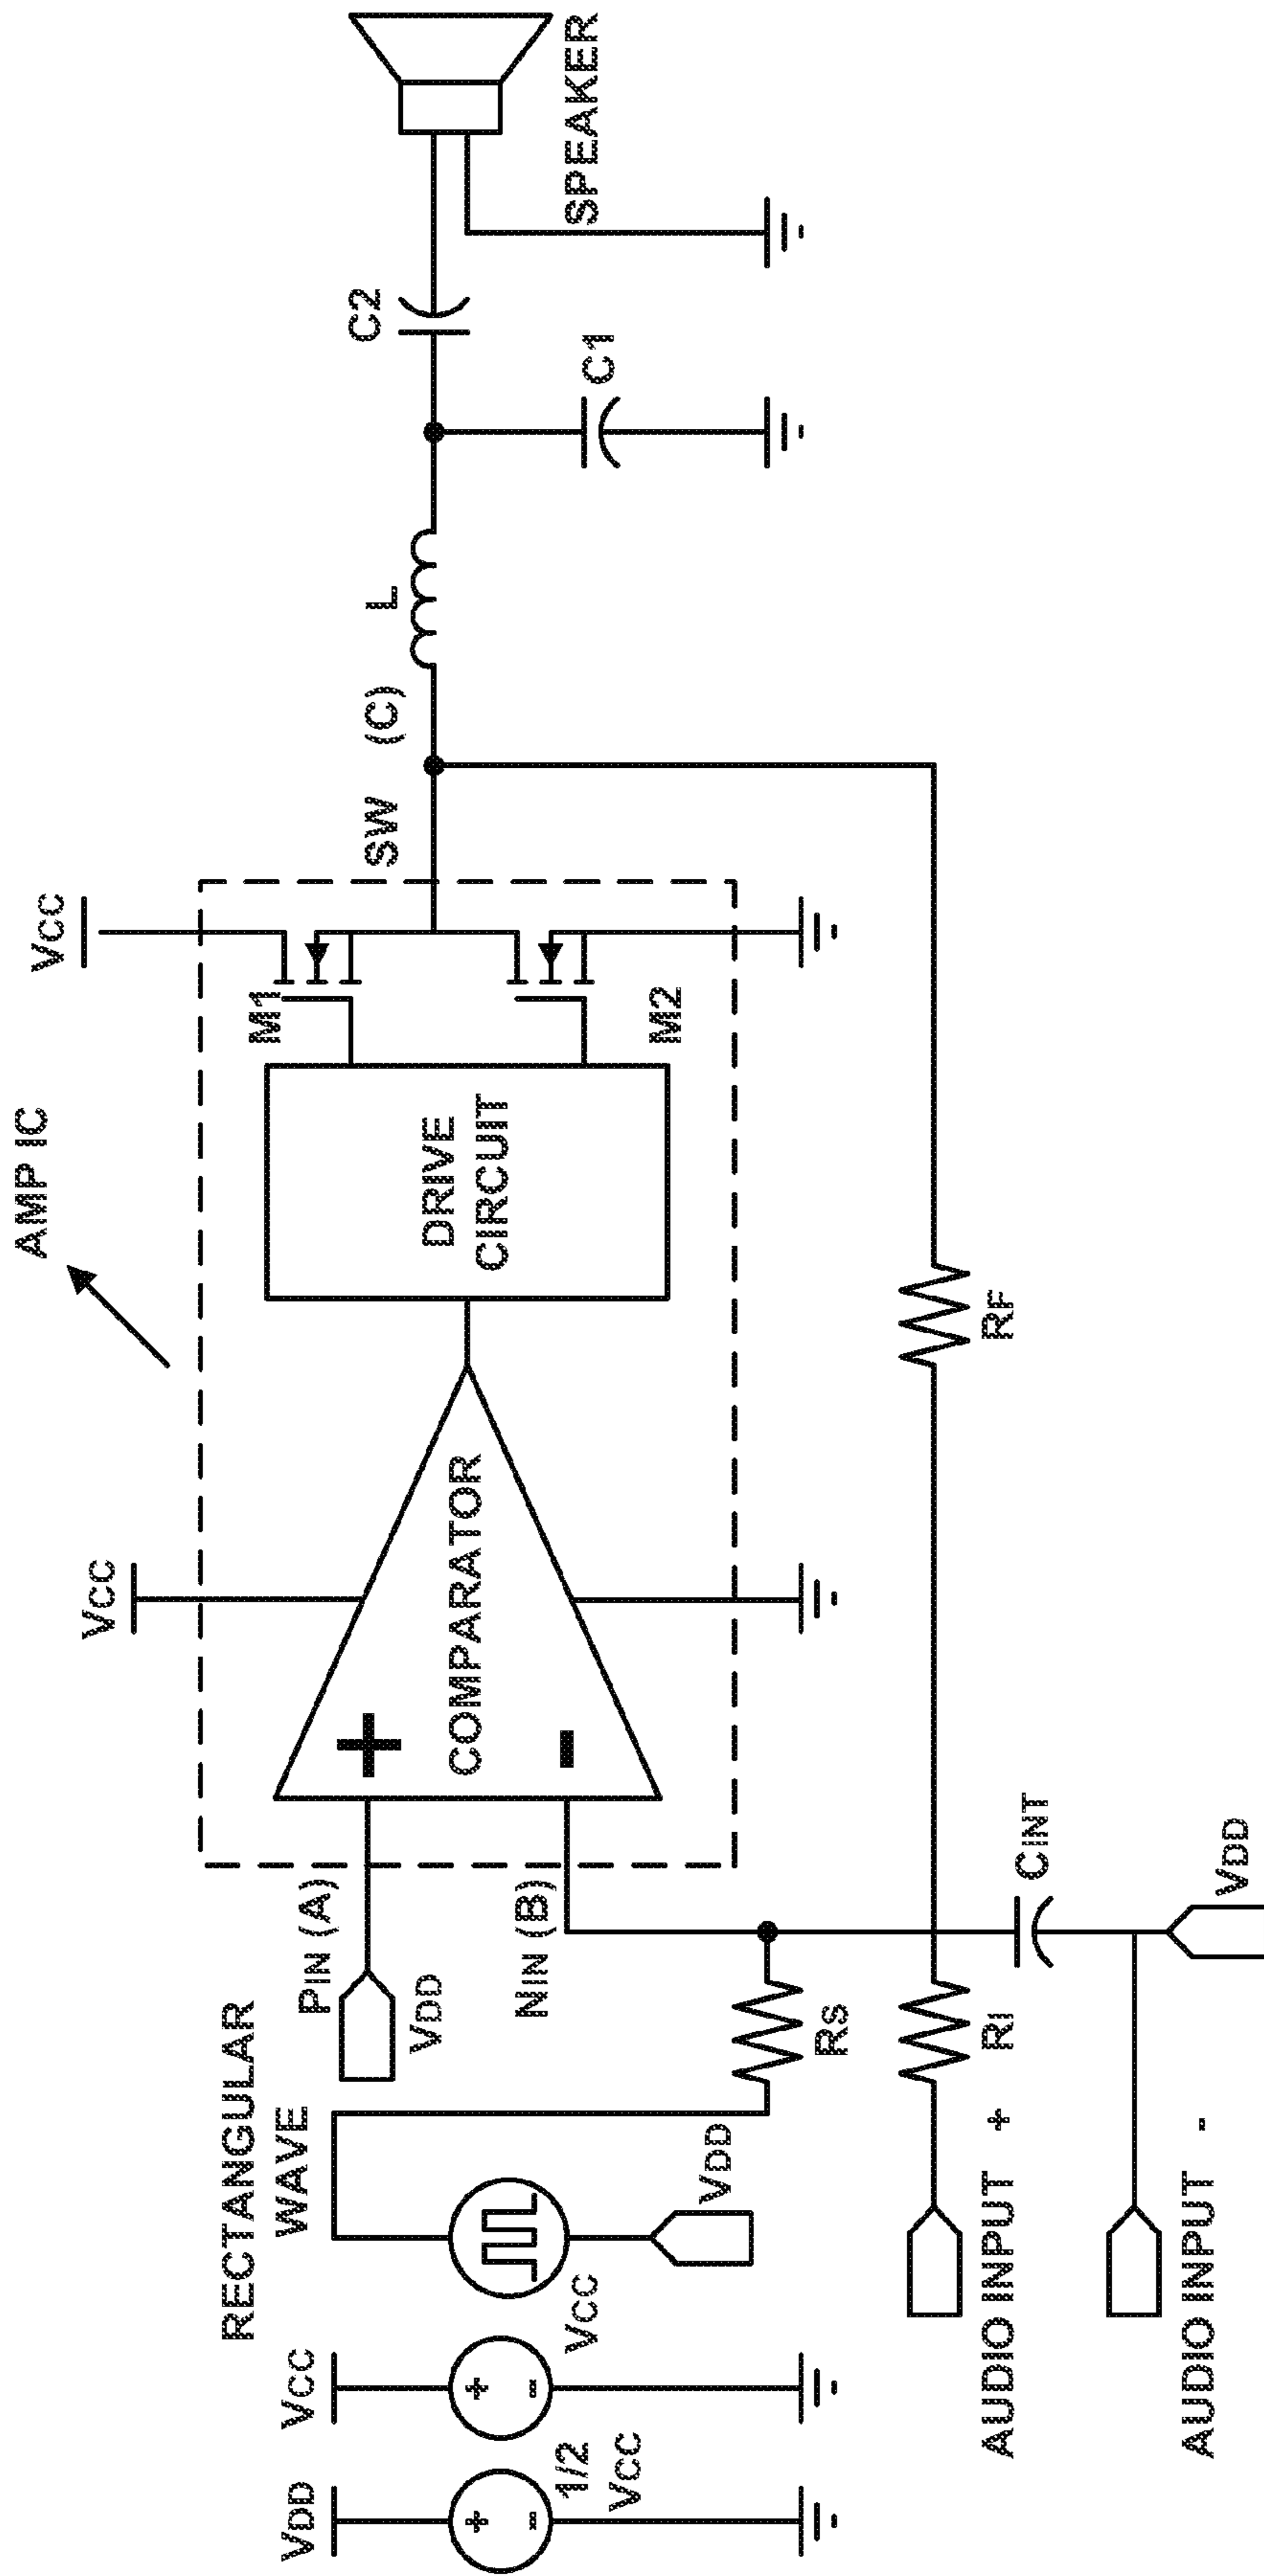 AMP IC
VCC
VCC
RECTANGULAR
WAVE
VCC
VDD
PIN (A)
VDD
NIN (B)
+
-
COMPARATOR
DRIVE
CIRCUIT
M1
M2
SW
(C)
L
C2
C1
SPEAKER
+
-
1/2
VCC
+
-
VCC
VDD
RS
AUDIO INPUT
+
RI
RF
CINT
AUDIO INPUT
-
VDD